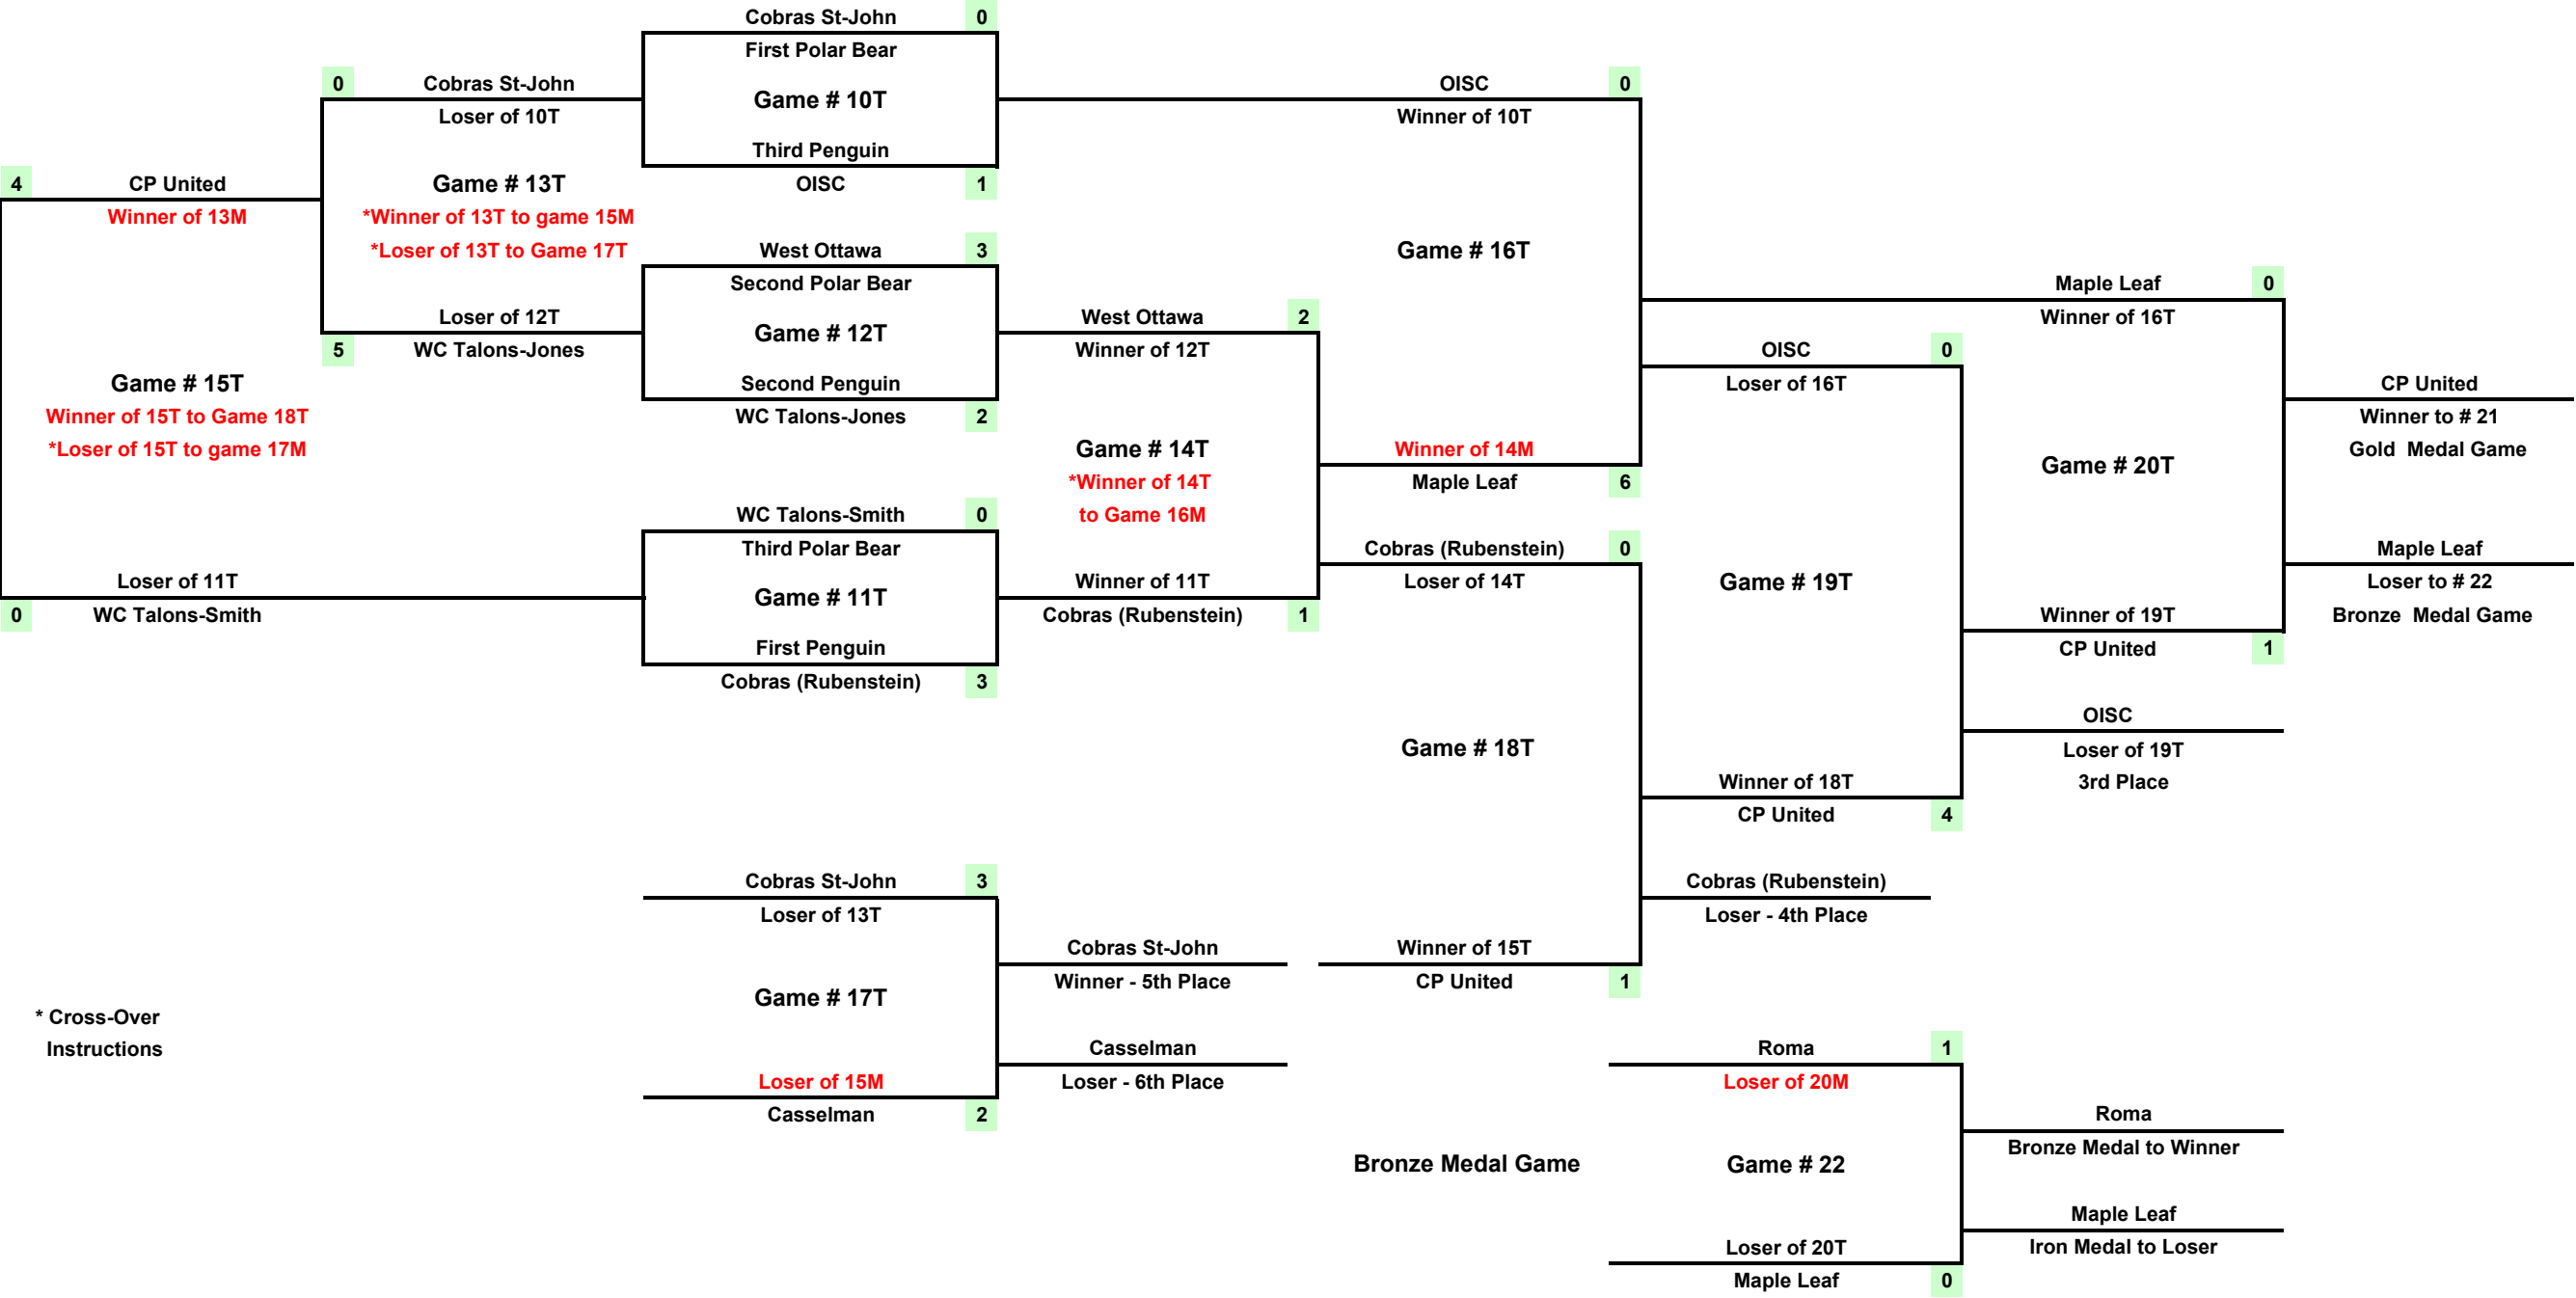 Cobras St-John 0
First Polar Bear
0 Cobras St-John
OISC 0
Game # 10T
Loser of 10T
Winner of 10T
Third Penguin
4 CP United
Game # 13T
OISC 1
Winner of 13M
*Winner of 13T to game 15M
*Loser of 13T to Game 17T
West Ottawa 3
Game # 16T
Second Polar Bear
Maple Leaf 0
Loser of 12T
West Ottawa 2
Winner of 16T
Game # 12T
5 WC Talons-Jones
Winner of 12T
OISC 0
Game # 15T
Second Penguin
Loser of 16T
CP United
Winner of 15T to Game 18T
WC Talons-Jones 2
Winner to # 21
*Loser of 15T to game 17M
Game # 14T
Winner of 14M
Gold Medal Game
Game # 20T
*Winner of 14T
Maple Leaf 6
WC Talons-Smith 0
to Game 16M
Third Polar Bear
Cobras (Rubenstein) 0
Maple Leaf
Loser of 11T
Winner of 11T
Loser of 14T
Game # 19T
Loser to # 22
Game # 11T
0 WC Talons-Smith
Cobras (Rubenstein) 1
Winner of 19T
Bronze Medal Game
First Penguin
CP United 1
Cobras (Rubenstein) 3
OISC
Game # 18T
Loser of 19T
Winner of 18T
3rd Place
CP United 4
Cobras St-John 3
Cobras (Rubenstein)
Loser of 13T
Loser - 4th Place
Cobras St-John
Winner of 15T
Winner - 5th Place
CP United 1
Game # 17T
* Cross-Over
Instructions
Casselman
Roma 1
Loser of 15M
Loser - 6th Place
Loser of 20M
Casselman 2
Roma
Bronze Medal to Winner
Bronze Medal Game
Game # 22
Maple Leaf
Loser of 20T
Iron Medal to Loser
Maple Leaf 0